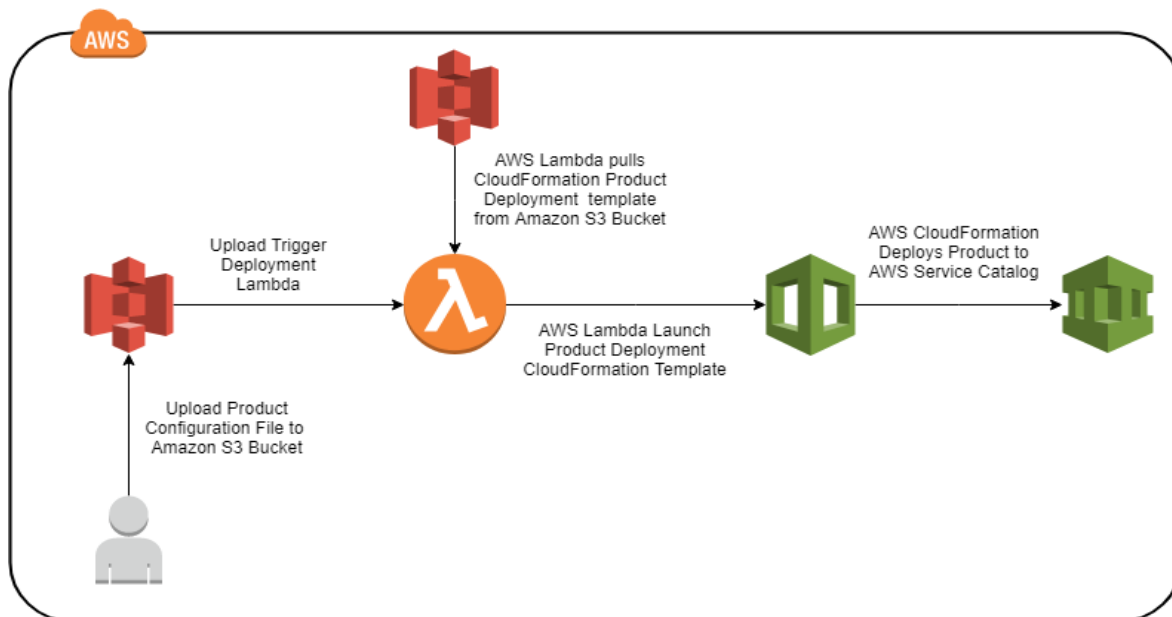 AWS
AWS Lambda pulls
CloudFormation Product
Deployment template
from Amazon S3 Bucket
Upload Trigger
Deployment
Lambda
AWS CloudFormation
Deploys Product to
AWS Service Catalog
λ
AWS Lambda Launch
Product Deployment
CloudFormation Template
Upload Product
Configuration File to
Amazon S3 Bucket